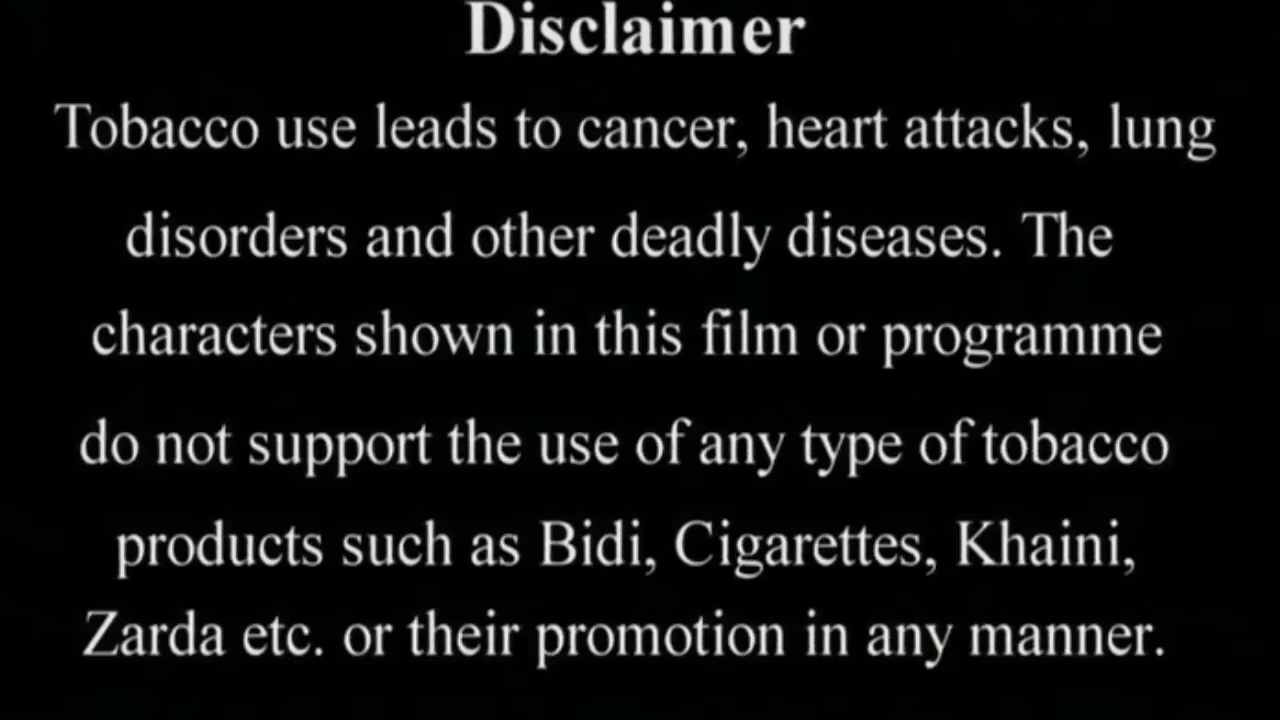 Disclaimer
Tobacco use leads to cancer, heart attacks, lung
disorders and other deadly diseases. The
characters shown in this film or programme
do not support the use of any type of tobacco
products such as Bidi, Cigarettes, Khaini,
Zarda etc. or their promotion in any manner.